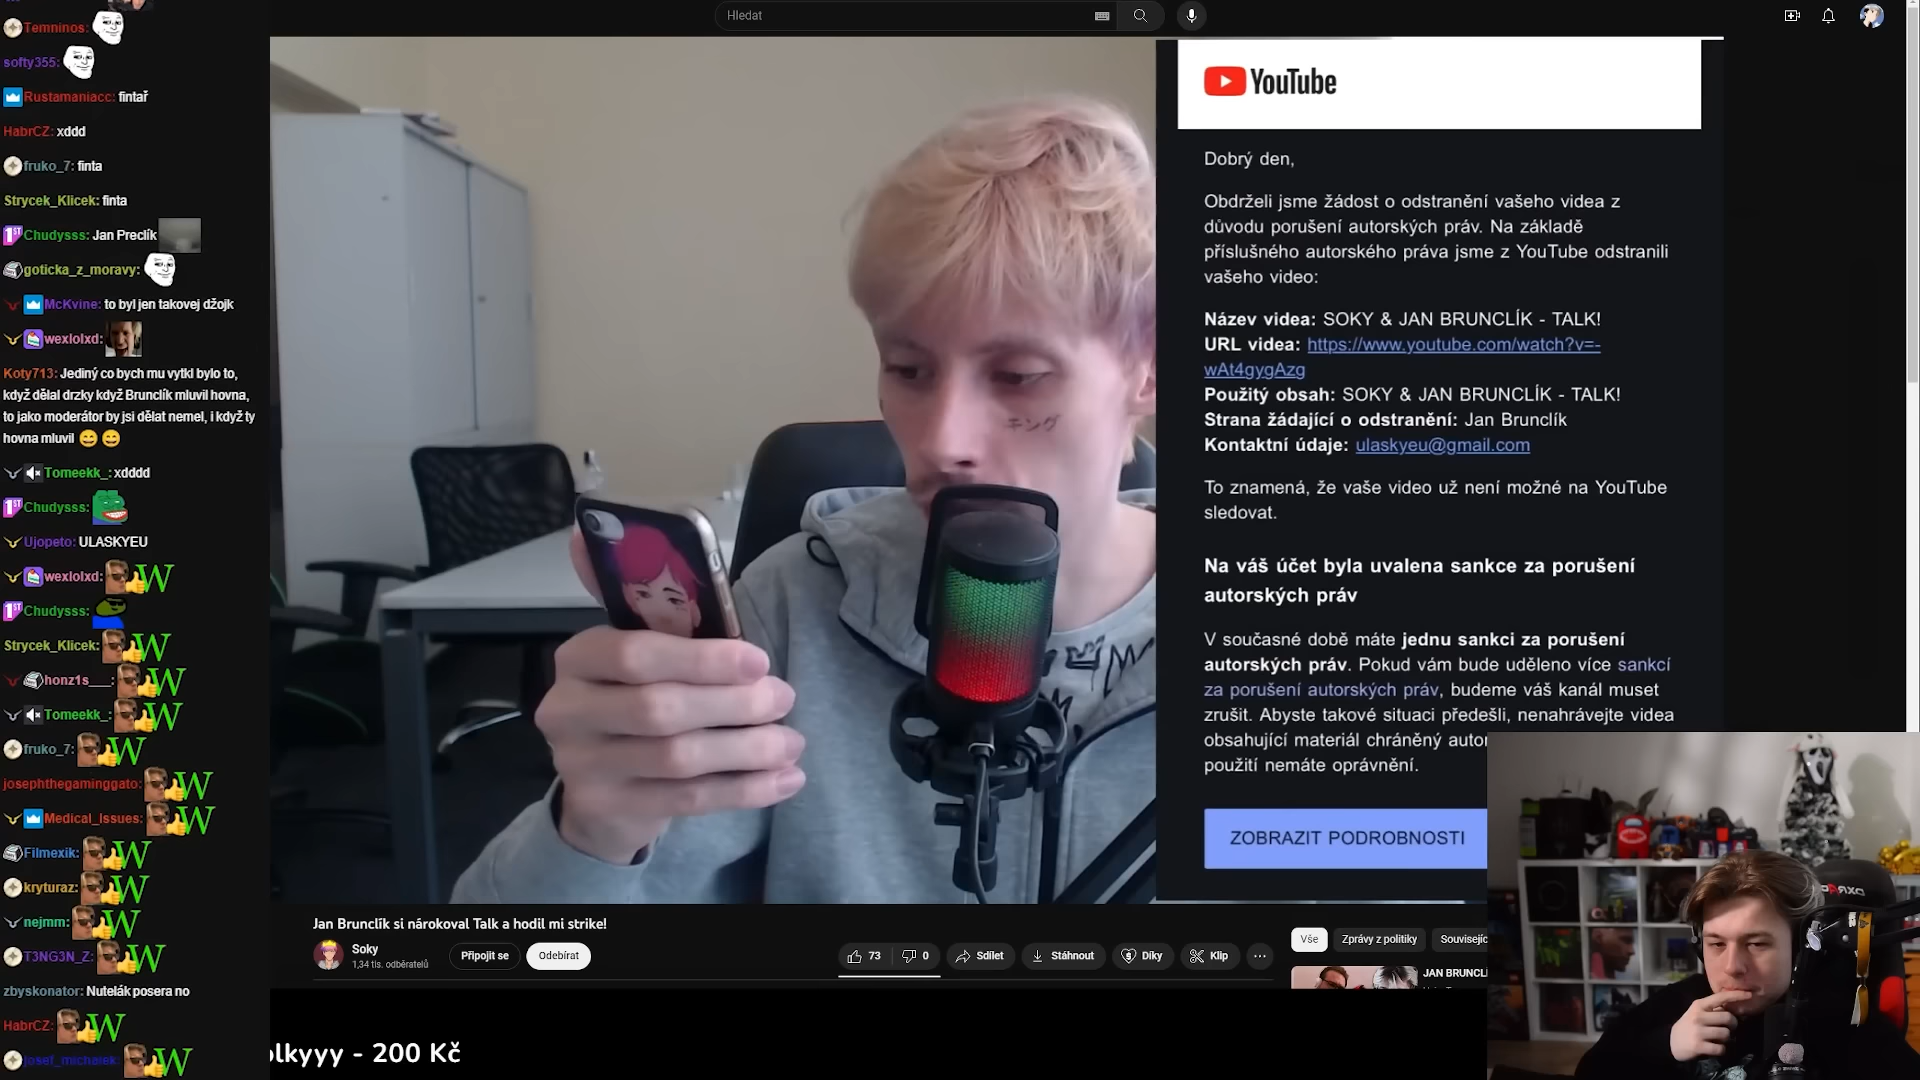 Temninos:
softy355:
Rustamaniacc: fintař
HabrCZ: xddd
fruko_7: finta
Strycek_Klicek: finta
Chudysss: Jan Preclík
goticka_z_moravy:
McKvine: to byl jen takovej džojk
wexlolxd:
Koty713: Jediný co bych mu vytkl bylo to,
když dělal drzky když Brunclík mluvil hovna,
to jako moderátor by jsi dělat nemel, i když ty
hovna mluvil
Tomeekk_: xdddd
Chudysss:
Ujopeto: ULASKYEU
wexlolxd: W
Chudysss:
Strycek_Klicek: W
honz1s___: W
Tomeekk_: W
fruko_7: W
josephthegaminggato: W
Medical_Issues: W
Filmexik: W
kryturaz: W
nejmm: W
T3NG3N_Z: W
zbyskonator: Nutelák posera no
HabrCZ: W
josef_michalek: W
Hledat
キング
YouTube
Dobrý den,
Obdrželi jsme žádost o odstranění vašeho videa z
důvodu porušení autorských práv. Na základě
příslušného autorského práva jsme z YouTube odstranili
vašeho video:
Název videa: SOKY & JAN BRUNCLÍK - TALK!
URL videa: https://www.youtube.com/watch?v=-
wAt4gygAzg
Použitý obsah: SOKY & JAN BRUNCLÍK - TALK!
Strana žádající o odstranění: Jan Brunclík
Kontaktní údaje: ulaskyeu@gmail.com
To znamená, že vaše video už není možné na YouTube
sledovat.
Na váš účet byla uvalena sankce za porušení
autorských práv
V současné době máte jednu sankci za porušení
autorských práv. Pokud vám bude uděleno více sankcí
za porušení autorských práv, budeme váš kanál muset
zrušit. Abyste takové situaci předešli, nenahrávejte videa
obsahující materiál chráněný autor
použití nemáte oprávnění.
ZOBRAZIT PODROBNOSTI
Jan Brunclík si nárokoval Talk a hodil mi strike!
Soky
1,34 tis. odběratelů
Připojit se
Odebírat
73
0
Sdílet
Stáhnout
Díky
Klip
Vše
Zprávy z politiky
Souvisejíc
JAN BRUNCLÍ
olkyyy - 200 Kč